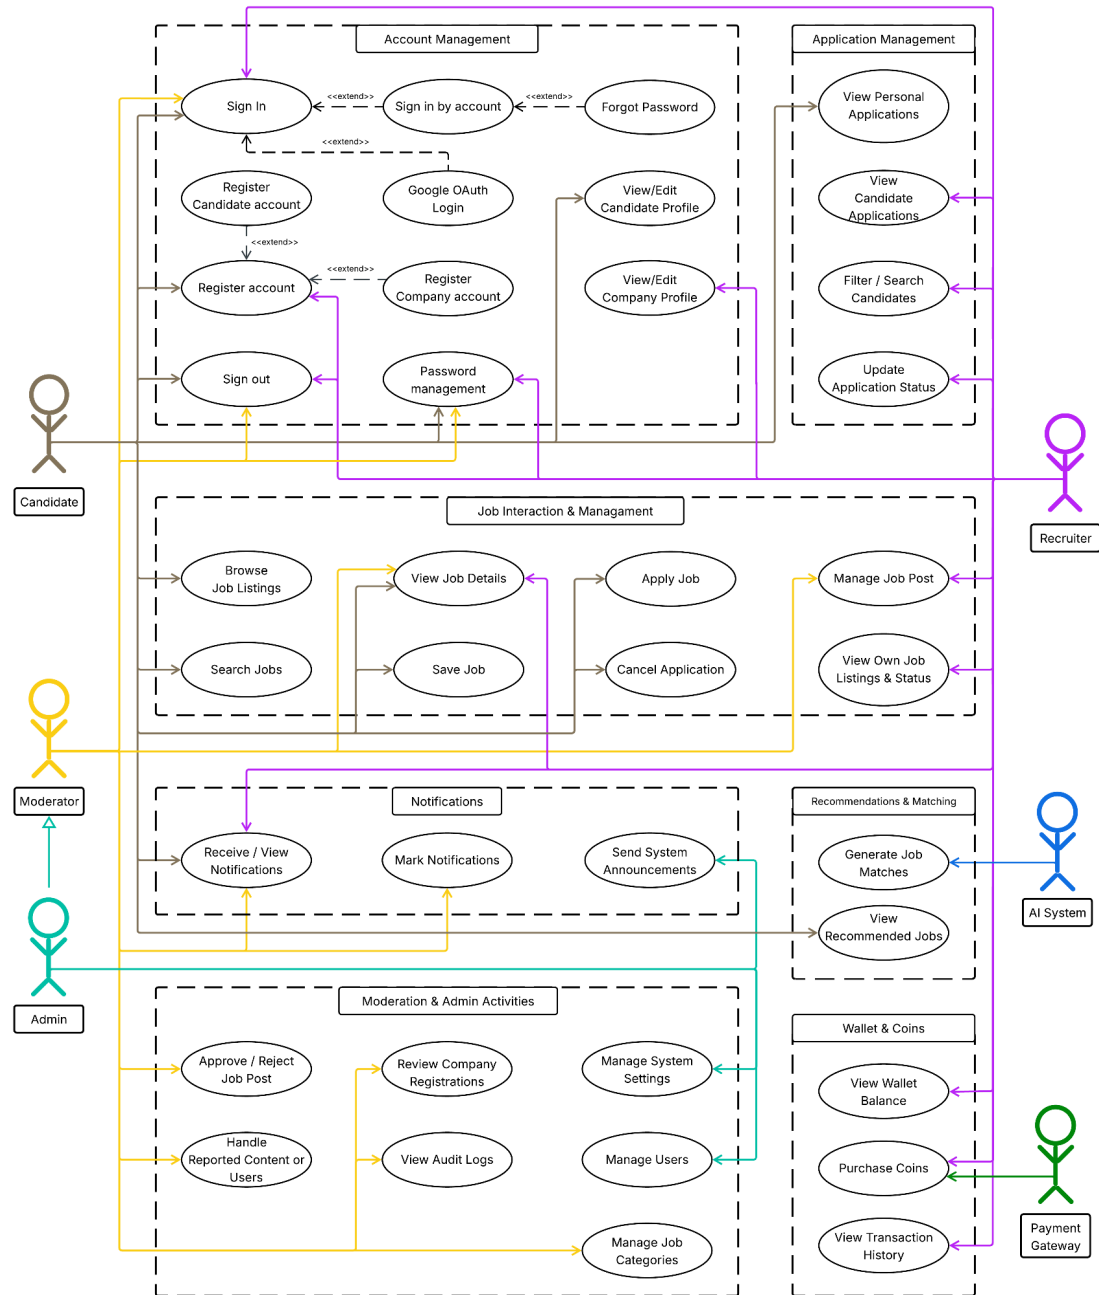 Account Management
Application Management
Sign In
<<extend>>
Sign in by account
<<extend>>
Forgot Password
View Personal
Applications
<<extend>>
Register
Candidate account
Google OAuth
Login
View/Edit
Candidate Profile
View
Candidate
Applications
<<extend>>
Register account
<<extend>>
Register
Company account
View/Edit
Company Profile
Filter / Search
Candidates
Sign out
Password
management
Update
Application Status
Candidate
Recruiter
Job Interaction & Managament
Browse
Job Listings
View Job Details
Apply Job
Manage Job Post
Search Jobs
Save Job
Cancel Application
View Own Job
Listings & Status
Moderator
Notifications
Recommendations & Matching
Receive / View
Notifications
Mark Notifications
Send System
Announcements
Generate Job
Matches
View
Recommended Jobs
AI System
Admin
Moderation & Admin Activities
Wallet & Coins
Approve / Reject
Job Post
Review Company
Registrations
Manage System
Settings
View Wallet
Balance
Handle
Reported Content or
Users
View Audit Logs
Manage Users
Purchase Coins
Manage Job
Categories
View Transaction
History
Payment
Gateway